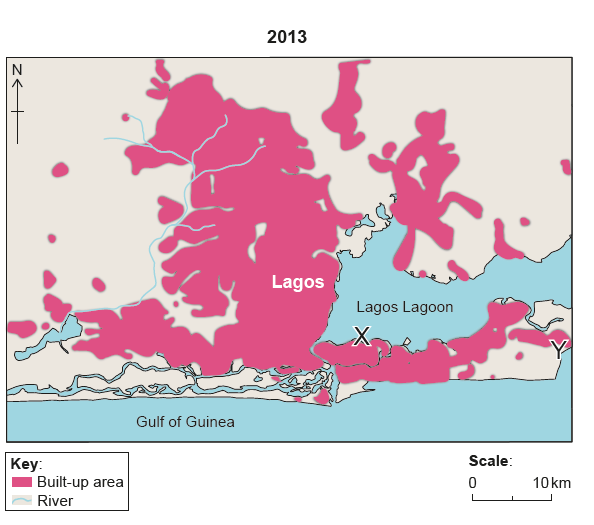 2013
N
Lagos
Lagos Lagoon
X
Y
Gulf of Guinea
Key:
Built-up area
River
Scale:
0 10 km